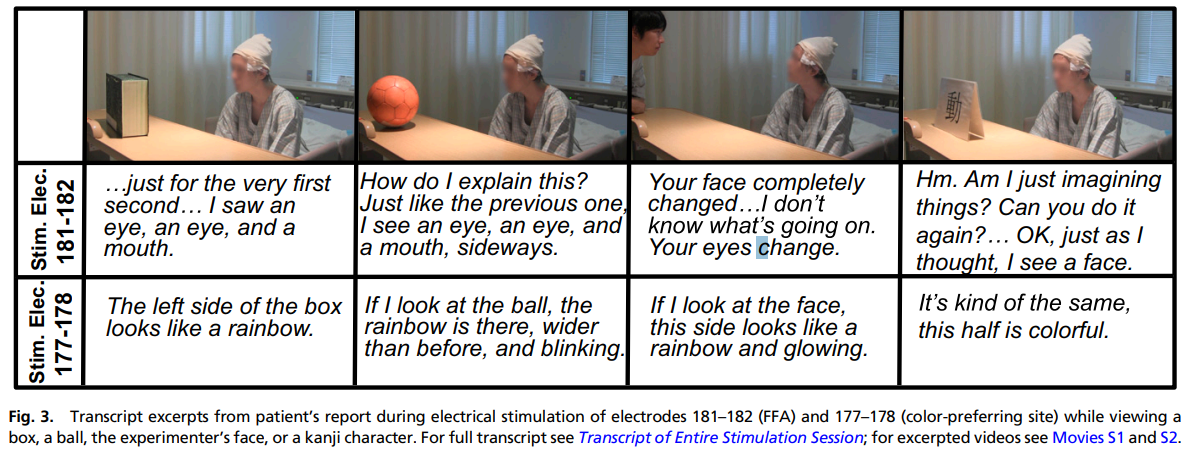 Stim. Elec.
181-182
…just for the very first
second… I saw an
eye, an eye, and a
mouth.
How do I explain this?
Just like the previous one,
I see an eye, an eye, and
a mouth, sideways.
Your face completely
changed…I don’t
know what’s going on.
Your eyes change.
Hm. Am I just imagining
things? Can you do it
again?… OK, just as I
thought, I see a face.
Stim. Elec.
177-178
The left side of the box
looks like a rainbow.
If I look at the ball, the
rainbow is there, wider
than before, and blinking.
If I look at the face,
this side looks like a
rainbow and glowing.
It’s kind of the same,
this half is colorful.
Fig. 3. Transcript excerpts from patient’s report during electrical stimulation of electrodes 181–182 (FFA) and 177–178 (color-preferring site) while viewing a
box, a ball, the experimenter’s face, or a kanji character. For full transcript see Transcript of Entire Stimulation Session; for excerpted videos see Movies S1 and S2.